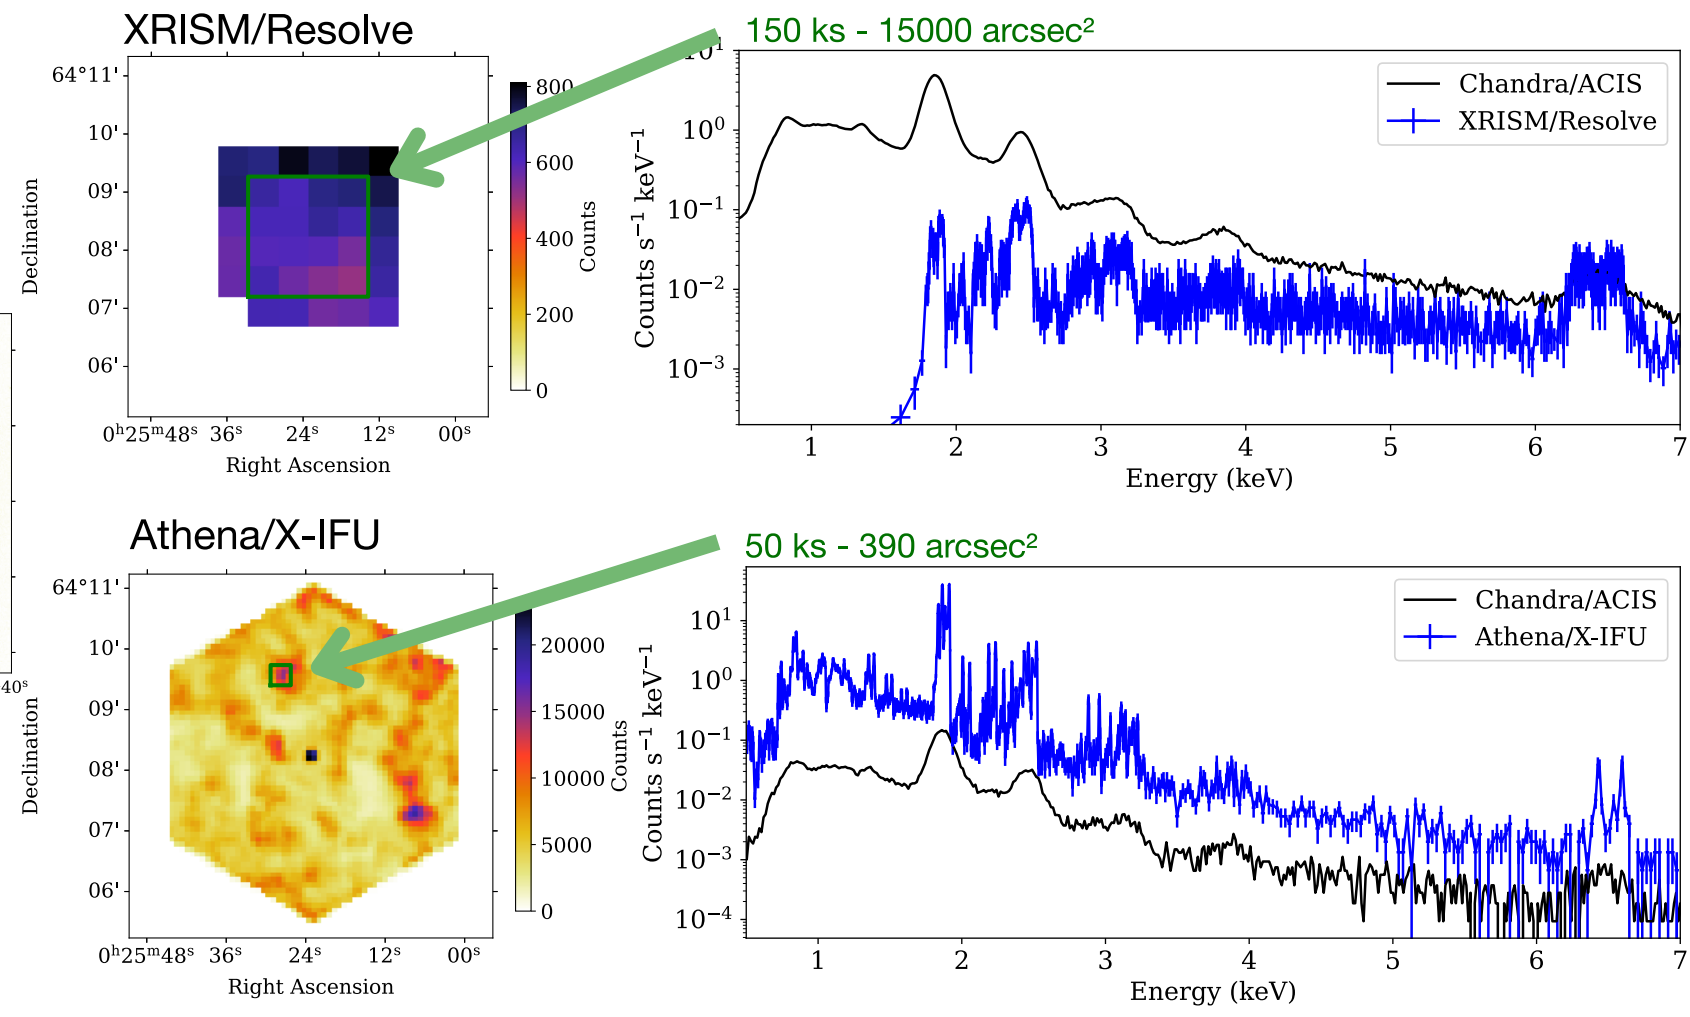 XRISM/Resolve
150 ks - 15000 arcsec²
64°11'
10'
09'
08'
07'
06'
Declination
0ʰ25ᵐ48ˢ 36ˢ 24ˢ 12ˢ 00ˢ
Right Ascension
800
600
400
200
0
Counts
10¹
10⁰
10⁻¹
10⁻²
10⁻³
Counts s⁻¹ keV⁻¹
Chandra/ACIS
XRISM/Resolve
1 2 3 4 5 6 7
Energy (keV)
40ˢ
Athena/X-IFU
50 ks - 390 arcsec²
64°11'
10'
09'
08'
07'
06'
Declination
0ʰ25ᵐ48ˢ 36ˢ 24ˢ 12ˢ 00ˢ
Right Ascension
20000
15000
10000
5000
0
Counts
10¹
10⁰
10⁻¹
10⁻²
10⁻³
10⁻⁴
Counts s⁻¹ keV⁻¹
Chandra/ACIS
Athena/X-IFU
1 2 3 4 5 6 7
Energy (keV)